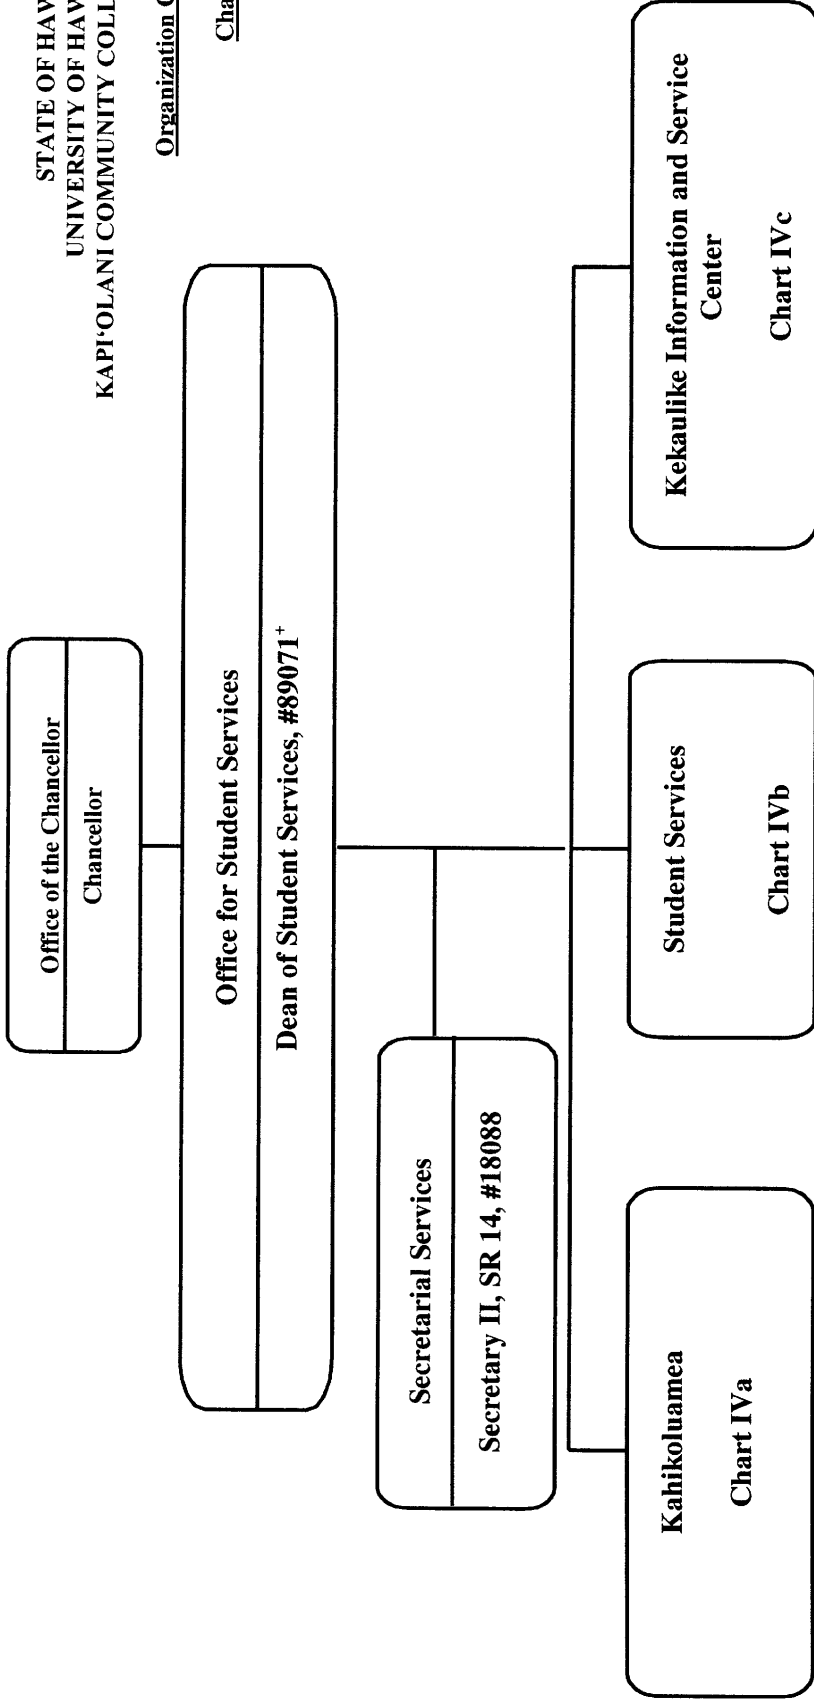 STATE OF HAW
UNIVERSITY OF HAW
KAPI‘OLANI COMMUNITY COLL
Organization C
Cha
Office of the Chancellor
Chancellor
Office for Student Services
Dean of Student Services, #89071+
Secretarial Services
Secretary II, SR 14, #18088
Kahikoluamea
Chart IVa
Student Services
Chart IVb
Kekaulike Information and Service
Center
Chart IVc